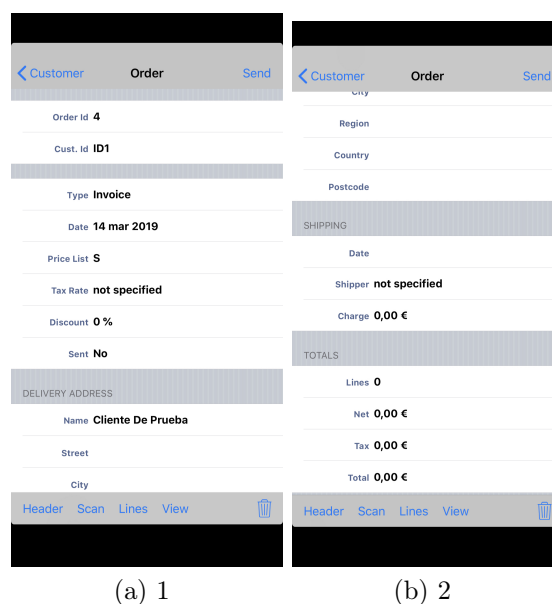 Customer Order Send
Order Id 4
Cust. Id ID1
Type Invoice
Date 14 mar 2019
Price List S
Tax Rate not specified
Discount 0 %
Sent No
DELIVERY ADDRESS
Name Cliente De Prueba
Street
City
Header Scan Lines View
(a) 1
Customer Order Send
City
Region
Country
Postcode
SHIPPING
Date
Shipper not specified
Charge 0,00 €
TOTALS
Lines 0
Net 0,00 €
Tax 0,00 €
Total 0,00 €
Header Scan Lines View
(b) 2